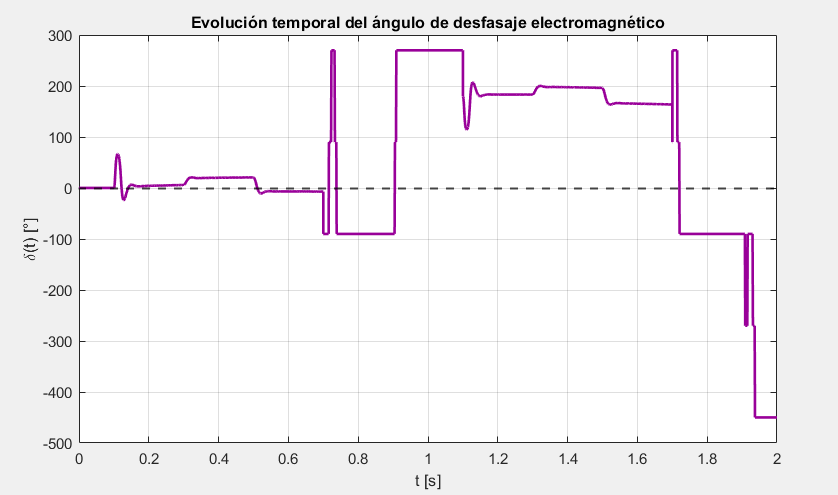 Evolución temporal del ángulo de desfasaje electromagnético
300
200
100
0
-100
-200
-300
-400
-500
δ(t) [°]
0 0.2 0.4 0.6 0.8 1 1.2 1.4 1.6 1.8 2
t [s]